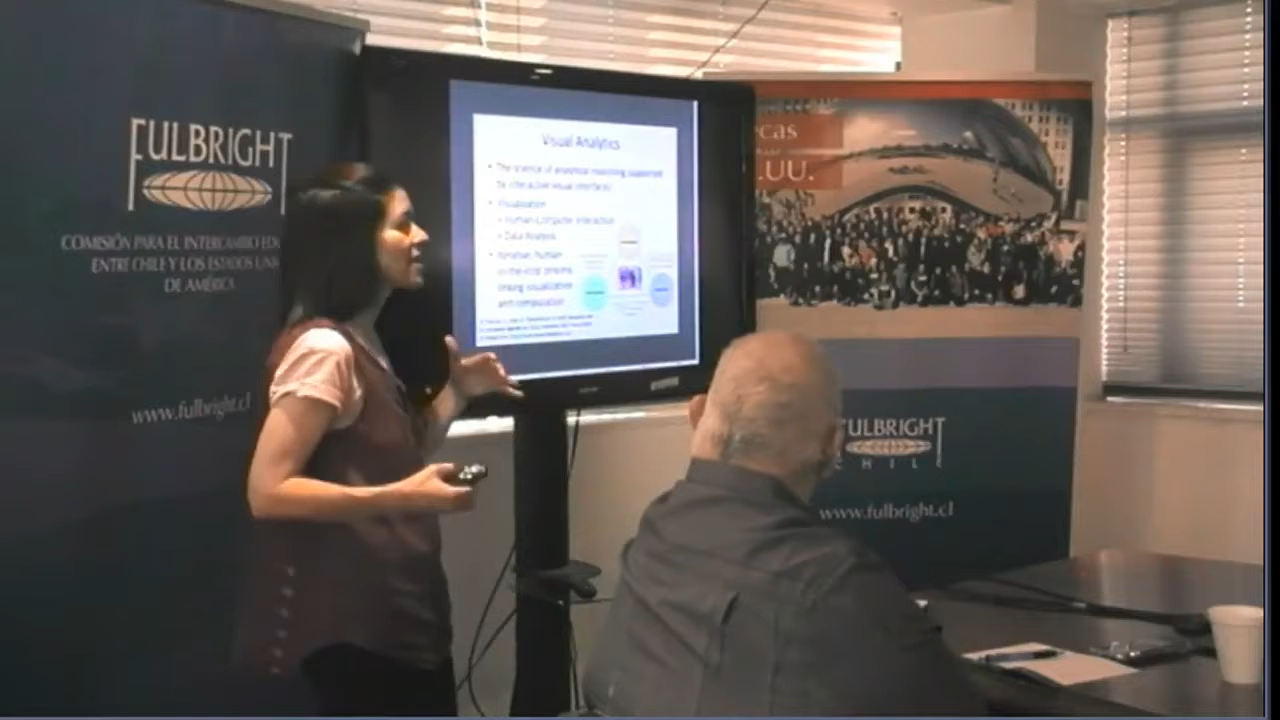 FULBRIGHT
COMISIÓN PARA EL INTERCAMBIO ED
ENTRE CHILE Y LOS ESTADOS UNI
DE AMÉRICA
www.fulbright.cl
Visual Analytics
• The science of analytical reasoning supported
by interactive visual interfaces
• Visualization
+ Human-Computer Interaction
+ Data Analysis
• Iterative, human-
in-the-loop process
linking visualization
and computation
ecas
.UU.
FULBRIGHT
CHILE
www.fulbright.cl